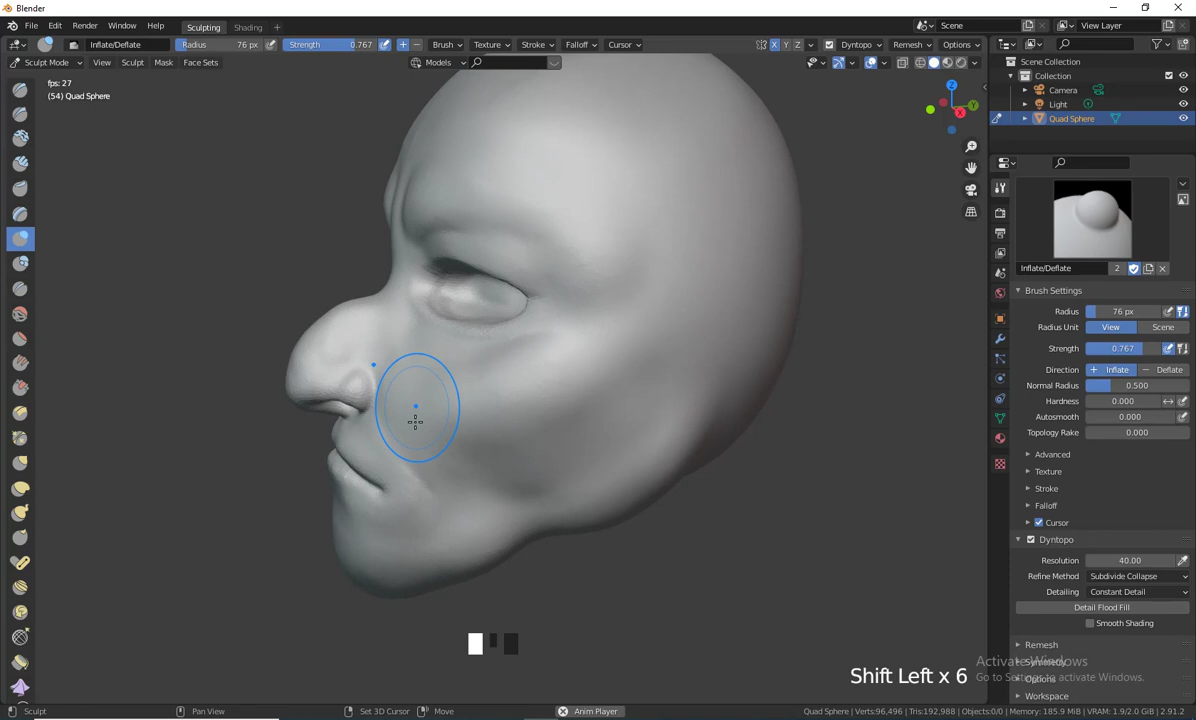 Blender
File Edit Render Window Help Sculpting Shading + Scene View Layer
Inflate/Deflate Radius 76 px Strength 0.767 + − Brush Texture Stroke Falloff Cursor X Y Z Dyntopo Remesh Options
Sculpt Mode View Sculpt Mask Face Sets Models
fps: 27
(54) Quad Sphere
Z
Y
X
Scene Collection
Collection
Camera
Light
Quad Sphere
Inflate/Deflate 2
Brush Settings
Radius 76 px
Radius Unit View Scene
Strength 0.767
Direction + Inflate − Deflate
Normal Radius 0.500
Hardness 0.000
Autosmooth 0.000
Topology Rake 0.000
Advanced
Texture
Stroke
Falloff
Cursor
Dyntopo
Resolution 40.00
Refine Method Subdivide Collapse
Detailing Constant Detail
Detail Flood Fill
Smooth Shading
Remesh
Symmetry
Options
Workspace
Activate Windows
Go to Settings to activate Windows.
Shift Left x 6
Sculpt Pan View Set 3D Cursor Move Anim Player Quad Sphere | Verts:96,496 | Tris:192,988 | Objects:0/0 | Memory: 185.9 MiB | VRAM: 1.9/2.0 GiB | 2.91.2